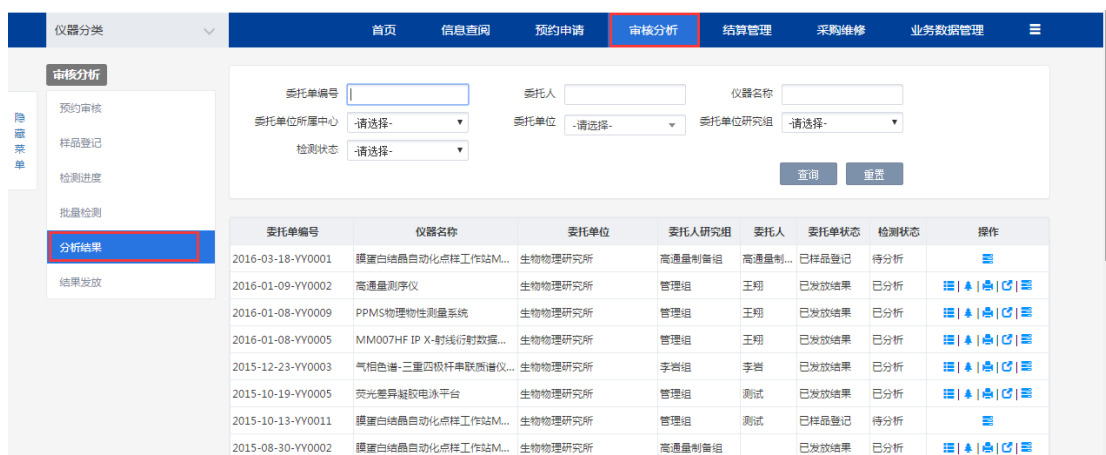 仪器分类 首页 信息查阅 预约申请 审核分析 结算管理 采购维修 业务数据管理
审核分析
预约审核
样品登记
检测进度
批量检测
分析结果
结果发放
隐藏菜单
委托单编号 委托人 仪器名称
委托单位所属中心 -请选择- 委托单位 -请选择- 委托单位研究组 -请选择-
检测状态 -请选择-
查询 重置
委托单编号 仪器名称 委托单位 委托人研究组 委托人 委托单状态 检测状态 操作
2016-03-18-YY0001 膜蛋白结晶自动化点样工作站M... 生物物理研究所 高通量制备组 高通量制... 已样品登记 待分析
2016-01-09-YY0002 高通量测序仪 生物物理研究所 管理组 王翔 已发放结果 已分析
2016-01-08-YY0009 PPMS物理物性测量系统 生物物理研究所 管理组 王翔 已发放结果 已分析
2016-01-08-YY0005 MM007HF IP X-射线衍射数据... 生物物理研究所 管理组 王翔 已发放结果 已分析
2015-12-23-YY0003 气相色谱-三重四极杆串联质谱仪... 生物物理研究所 李岩组 李岩 已发放结果 已分析
2015-10-19-YY0005 荧光差异凝胶电泳平台 生物物理研究所 管理组 测试 已发放结果 已分析
2015-10-13-YY0011 膜蛋白结晶自动化点样工作站M... 生物物理研究所 管理组 测试 已样品登记 待分析
2015-08-30-YY0002 膜蛋白结晶自动化点样工作站M... 生物物理研究所 高通量制备组 已发放结果 已分析